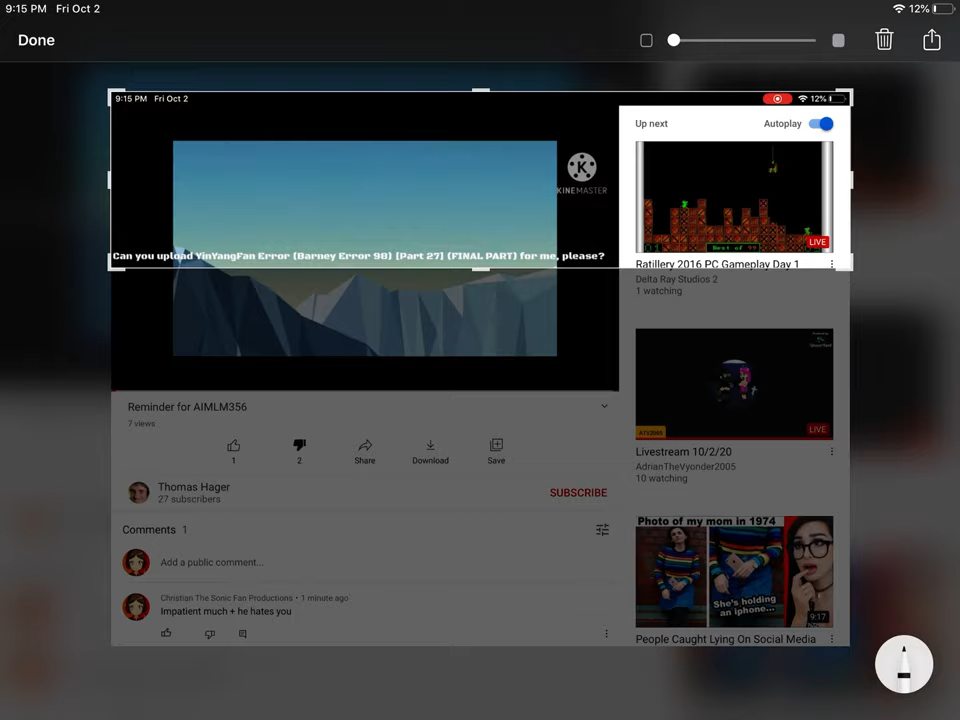 9:15 PM Fri Oct 2
12%
Done
9:15 PM Fri Oct 2
12%
Up next
Autoplay
K
KINEMASTER
Can you upload YinYangFan Error (Barney Error 98) [Part 27] (FINAL PART) for me, please?
Best of
LIVE
Ratillery 2016 PC Gameplay Day 1
Delta Ray Studios 2
1 watching
LIVE
Livestream 10/2/20
AdrianTheVyonder2005
10 watching
Reminder for AIMLM356
7 views
1
2
Share
Download
Save
Thomas Hager
27 subscribers
SUBSCRIBE
Comments 1
Add a public comment...
Christian The Sonic Fan Productions • 1 minute ago
Impatient much + he hates you
Photo of my mom in 1974
She's holding
an iphone...
9:17
People Caught Lying On Social Media